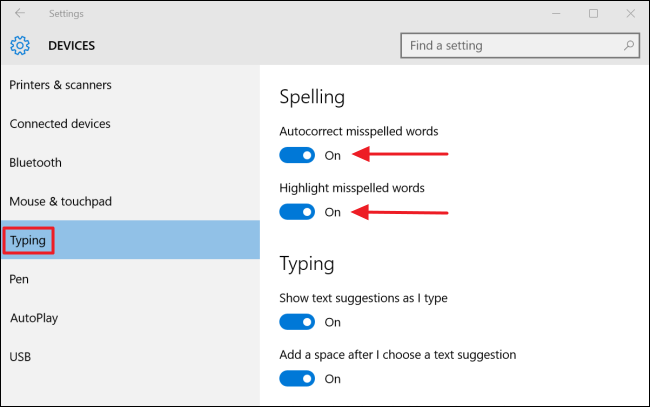 Settings
DEVICES
Find a setting
Printers & scanners
Connected devices
Bluetooth
Mouse & touchpad
Typing
Pen
AutoPlay
USB
Spelling
Autocorrect misspelled words
On
Highlight misspelled words
On
Typing
Show text suggestions as I type
On
Add a space after I choose a text suggestion
On